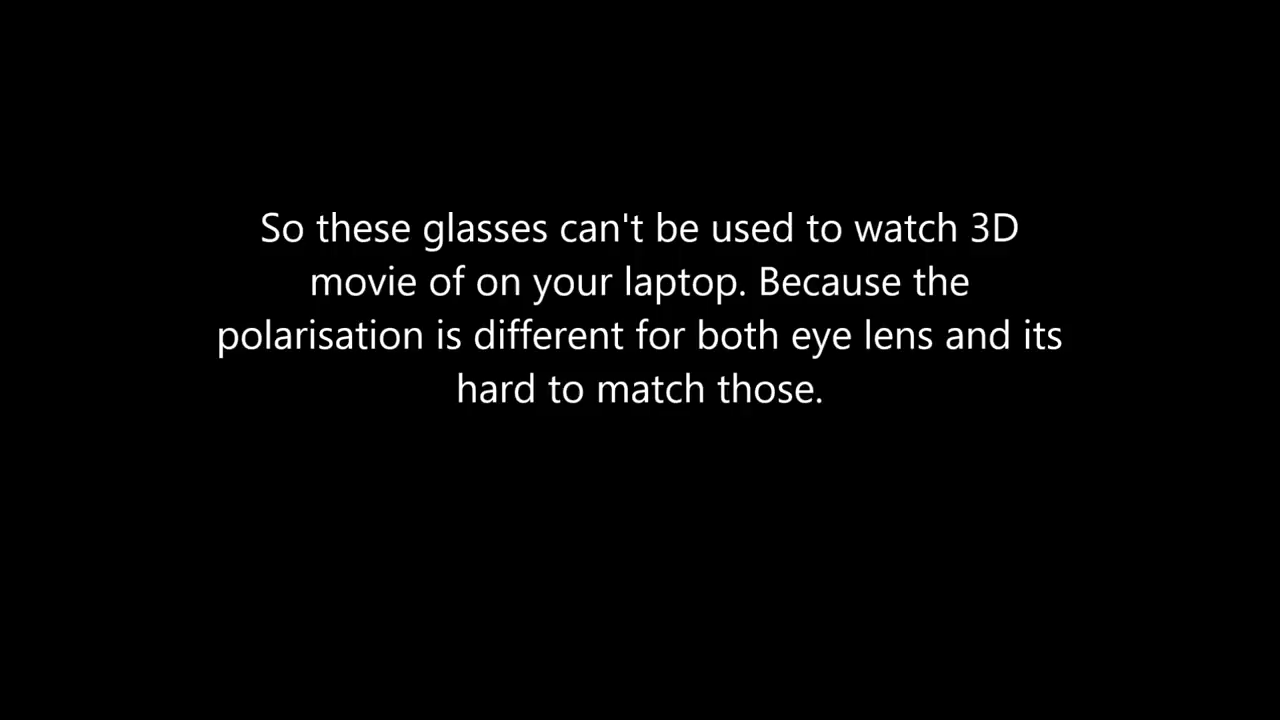 So these glasses can't be used to watch 3D
movie of on your laptop. Because the
polarisation is different for both eye lens and its
hard to match those.